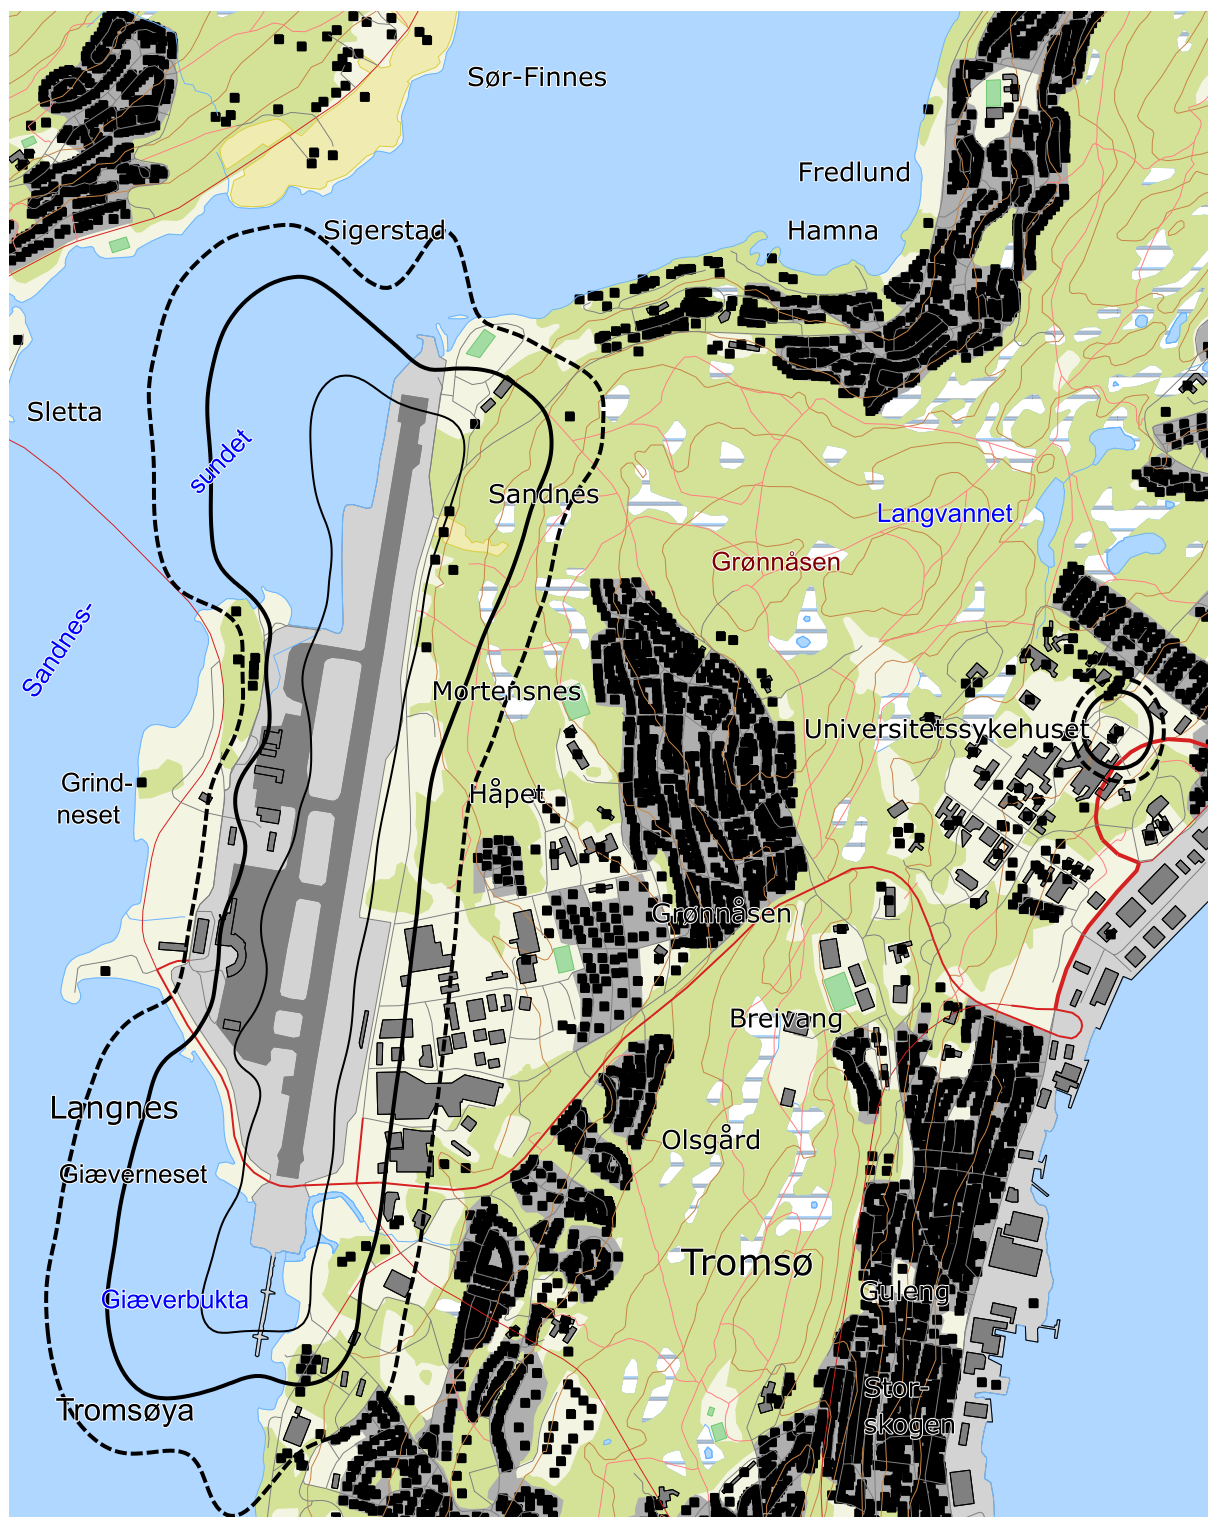 Sør-Finnes
Fredlund
Sigerstad
Hamna
Sletta
sundet
Sandnes
Langvannet
Grønnåsen
Sandnes-
Mortensnes
Universitetssykehuset
Grind-
neset
Håpet
Grønnåsen
Breivang
Langnes
Olsgård
Giæverneset
Tromsø
Giæverbukta
Guleng
Stor-
skogen
Tromsøya